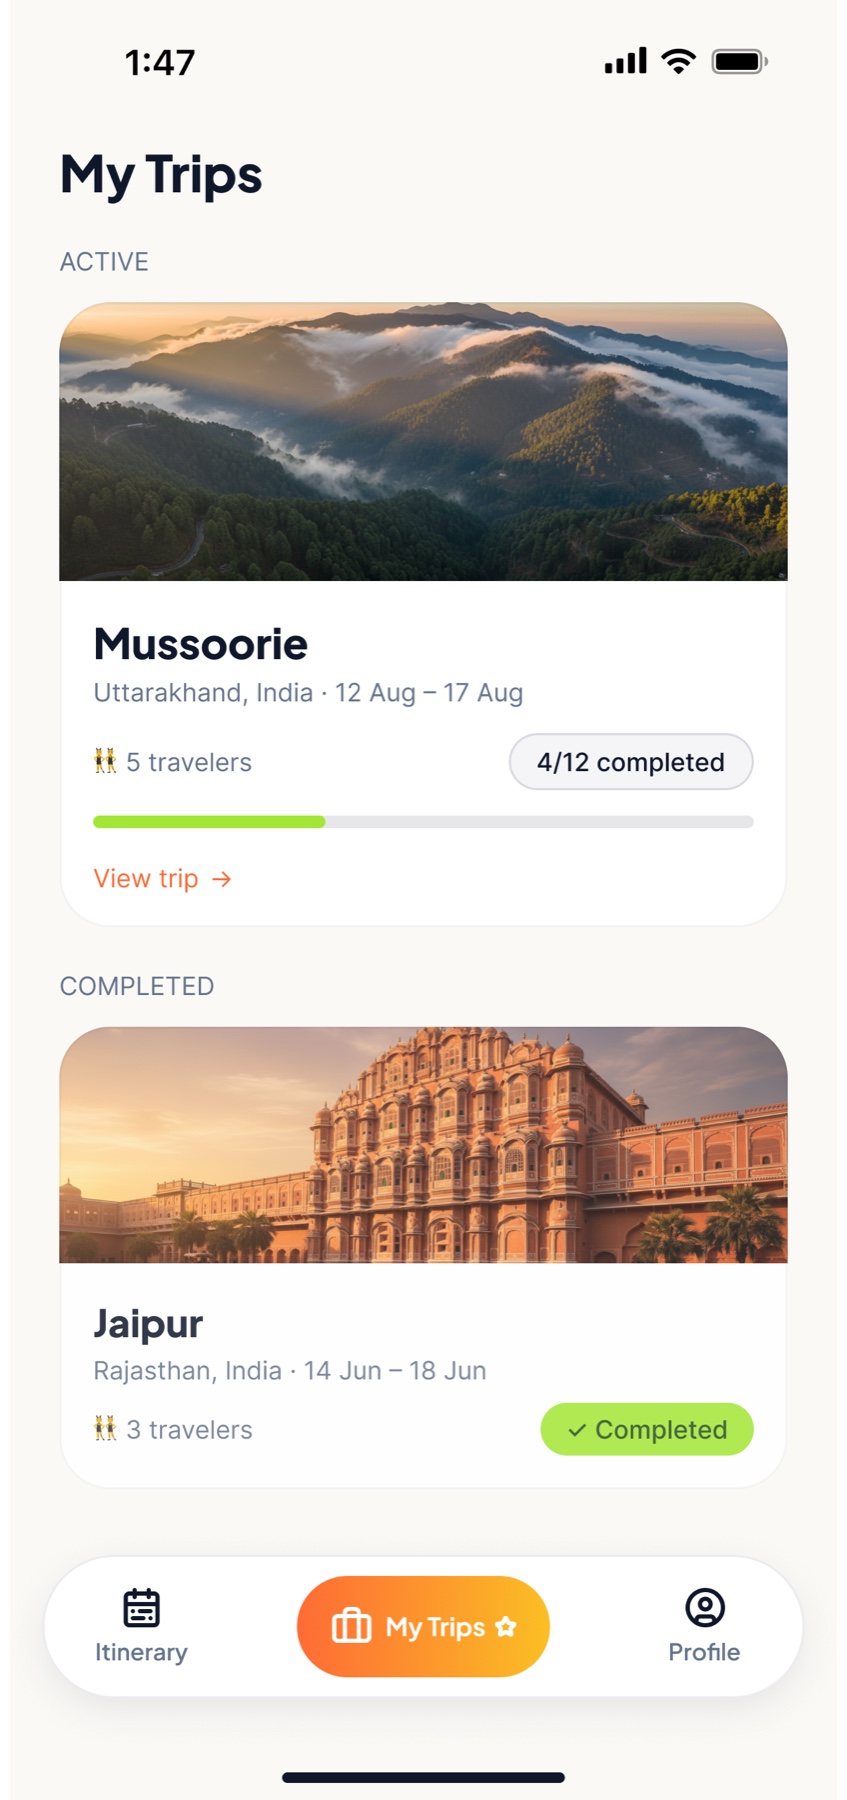 1:47
My Trips
ACTIVE
Mussoorie
Uttarakhand, India · 12 Aug – 17 Aug
👯 5 travelers
4/12 completed
View trip →
COMPLETED
Jaipur
Rajasthan, India · 14 Jun – 18 Jun
👯 3 travelers
✓ Completed
Itinerary
My Trips
Profile